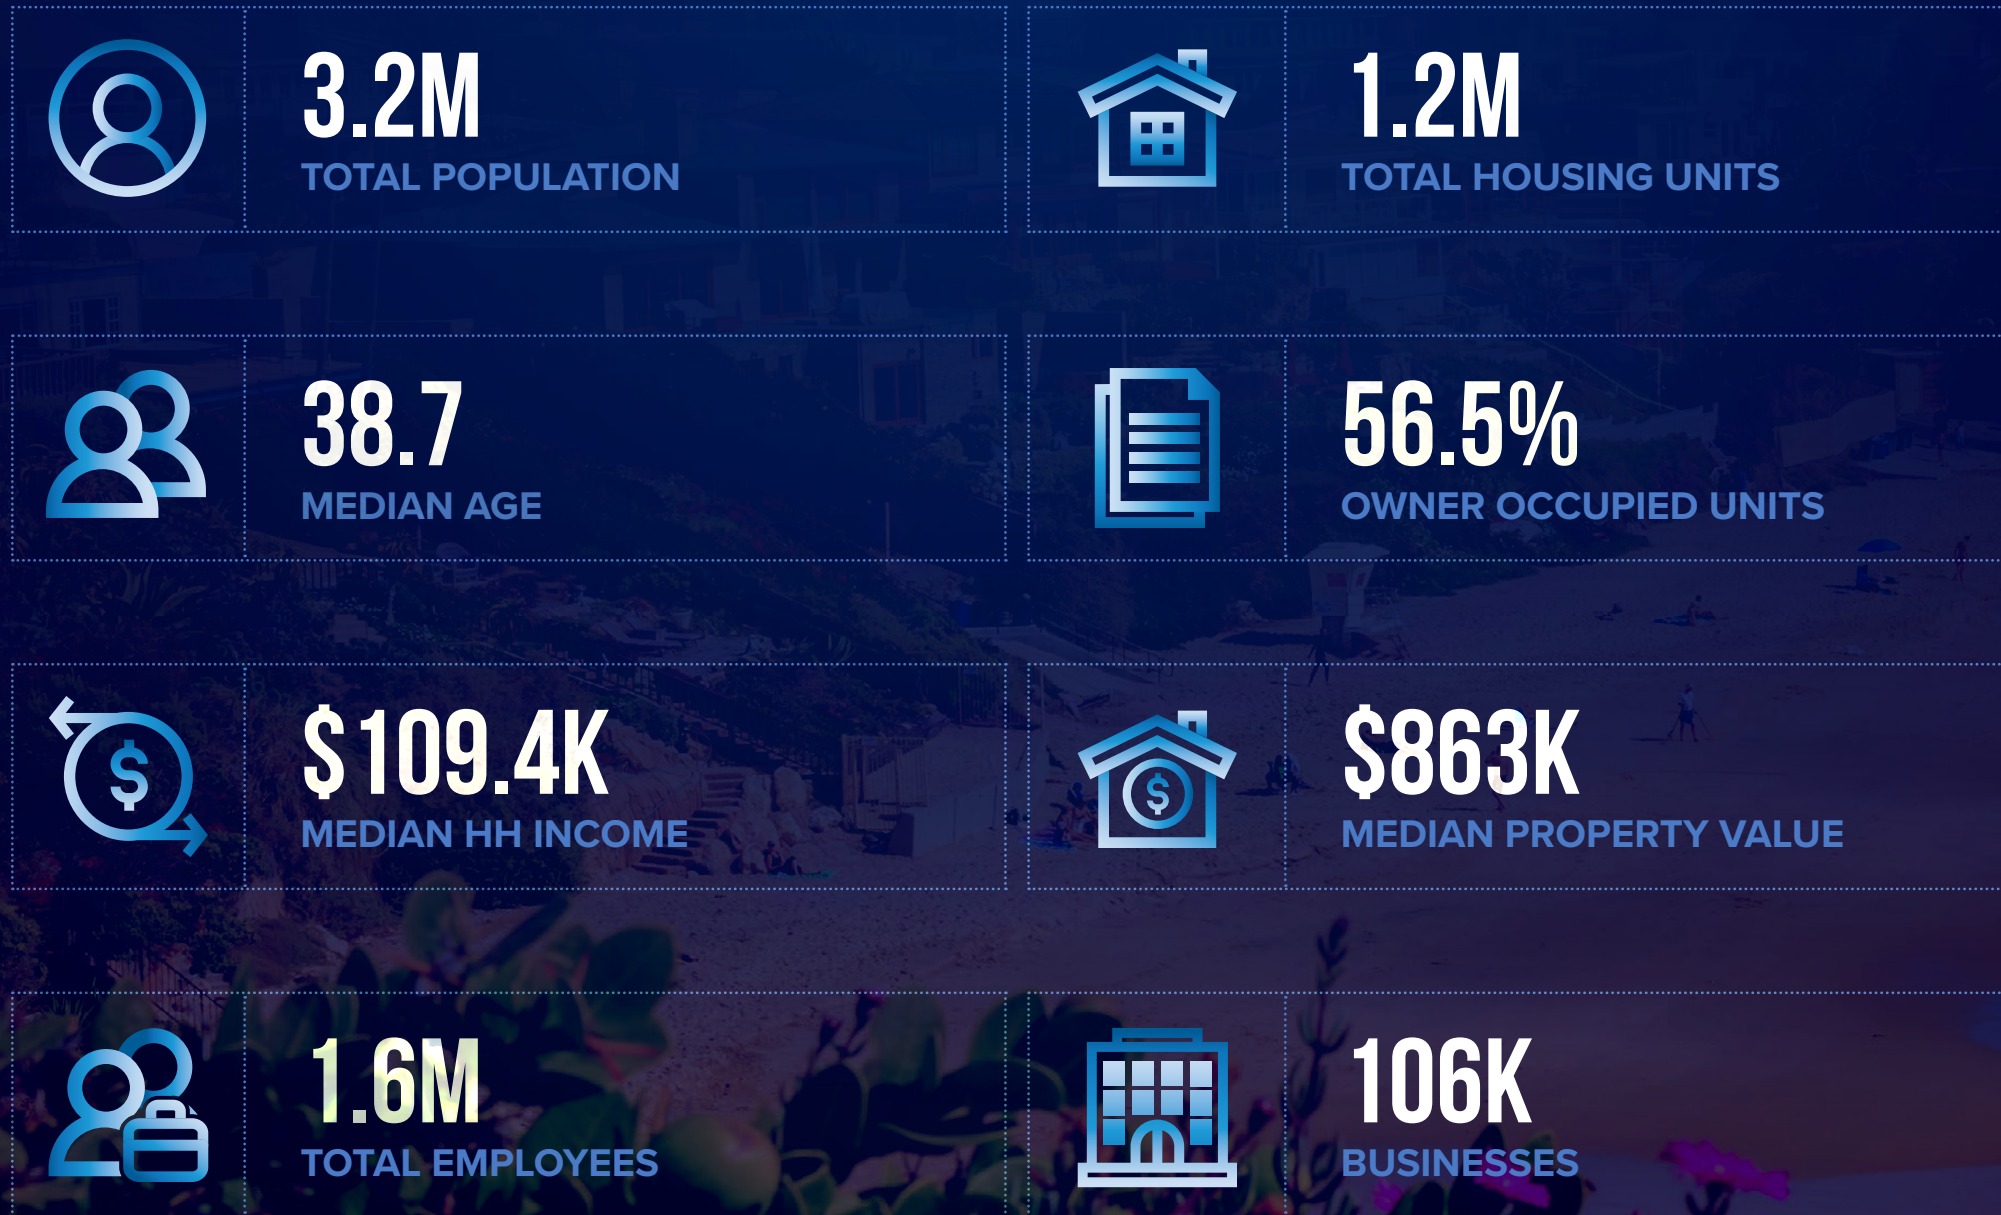 3.2M
TOTAL POPULATION
1.2M
TOTAL HOUSING UNITS
38.7
MEDIAN AGE
56.5%
OWNER OCCUPIED UNITS
$109.4K
MEDIAN HH INCOME
$863K
MEDIAN PROPERTY VALUE
1.6M
TOTAL EMPLOYEES
106K
BUSINESSES